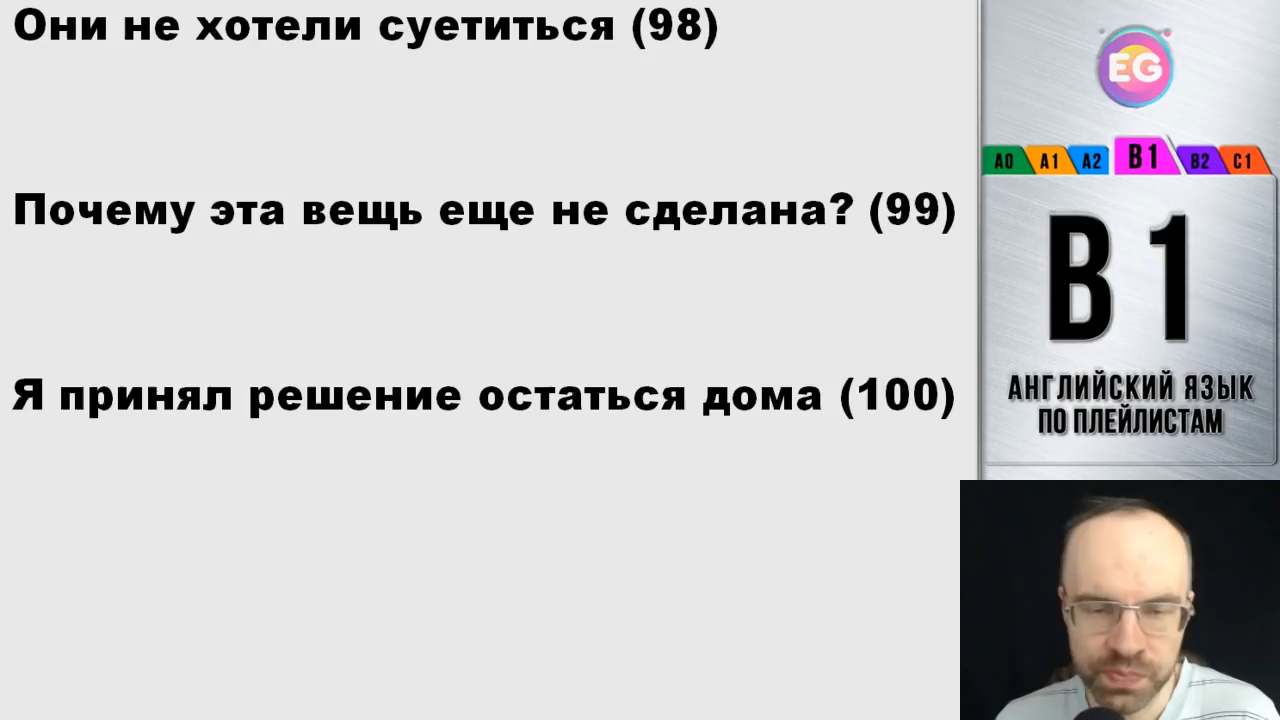 Они не хотели суетиться (98)
Почему эта вещь еще не сделана? (99)
Я принял решение остаться дома (100)
EG
A0 A1 A2 B1 B2 C1
B1
АНГЛИЙСКИЙ ЯЗЫК
ПО ПЛЕЙЛИСТАМ